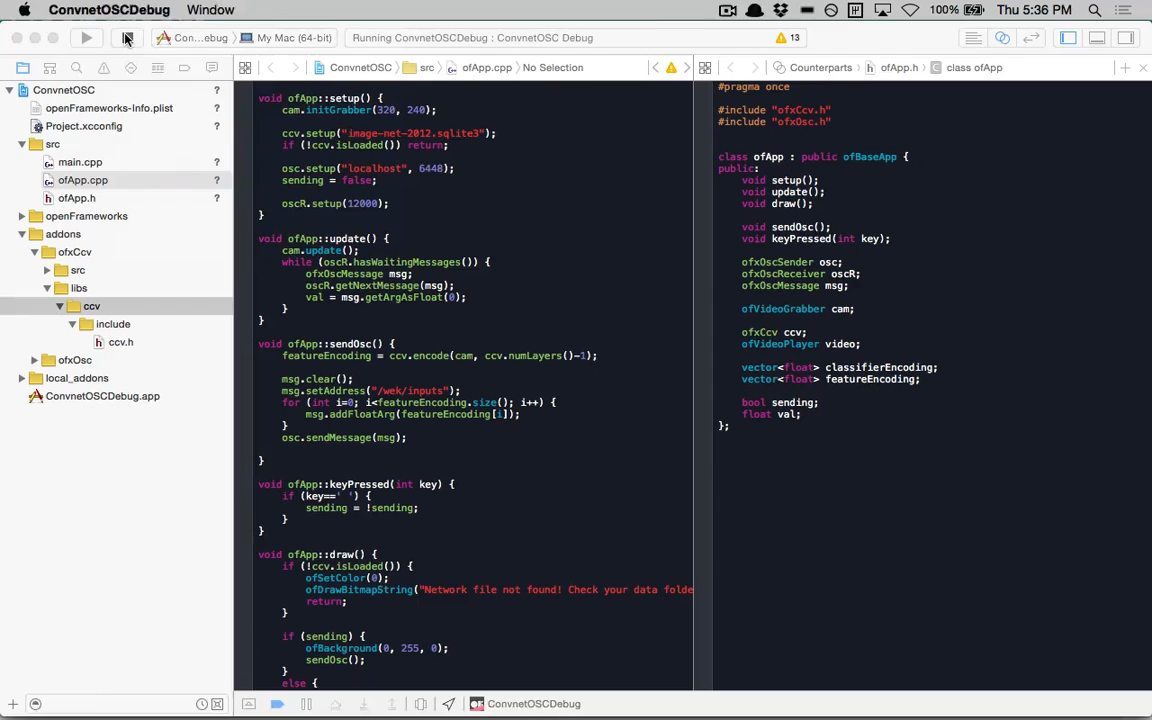 ConvnetOSCDebug Window 100% Thu 5:36 PM
Con...ebug My Mac (64-bit) Running ConvnetOSCDebug : ConvnetOSC Debug 13
ConvnetOSC src ofApp.cpp No Selection
Counterparts ofApp.h class ofApp
ConvnetOSC ?
openFrameworks-Info.plist ?
Project.xcconfig ?
src
main.cpp ?
ofApp.cpp ?
ofApp.h ?
openFrameworks
addons
ofxCcv
src
libs
ccv
include
ccv.h
ofxOsc
local_addons
ConvnetOSCDebug.app
void ofApp::setup() {
cam.initGrabber(320, 240);
ccv.setup("image-net-2012.sqlite3");
if (!ccv.isLoaded()) return;
osc.setup("localhost", 6448);
sending = false;
oscR.setup(12000);
}
void ofApp::update() {
cam.update();
while (oscR.hasWaitingMessages()) {
ofxOscMessage msg;
oscR.getNextMessage(msg);
val = msg.getArgAsFloat(0);
}
}
void ofApp::sendOsc() {
featureEncoding = ccv.encode(cam, ccv.numLayers()-1);
msg.clear();
msg.setAddress("/wek/inputs");
for (int i=0; i<featureEncoding.size(); i++) {
msg.addFloatArg(featureEncoding[i]);
}
osc.sendMessage(msg);
}
void ofApp::keyPressed(int key) {
if (key==' ') {
sending = !sending;
}
}
void ofApp::draw() {
if (!ccv.isLoaded()) {
ofSetColor(0);
ofDrawBitmapString("Network file not found! Check your data folde
return;
}
if (sending) {
ofBackground(0, 255, 0);
sendOsc();
}
else {
#pragma once
#include "ofxCcv.h"
#include "ofxOsc.h"
class ofApp : public ofBaseApp {
public:
void setup();
void update();
void draw();
void sendOsc();
void keyPressed(int key);
ofxOscSender osc;
ofxOscReceiver oscR;
ofxOscMessage msg;
ofVideoGrabber cam;
ofxCcv ccv;
ofVideoPlayer video;
vector<float> classifierEncoding;
vector<float> featureEncoding;
bool sending;
float val;
};
ConvnetOSCDebug